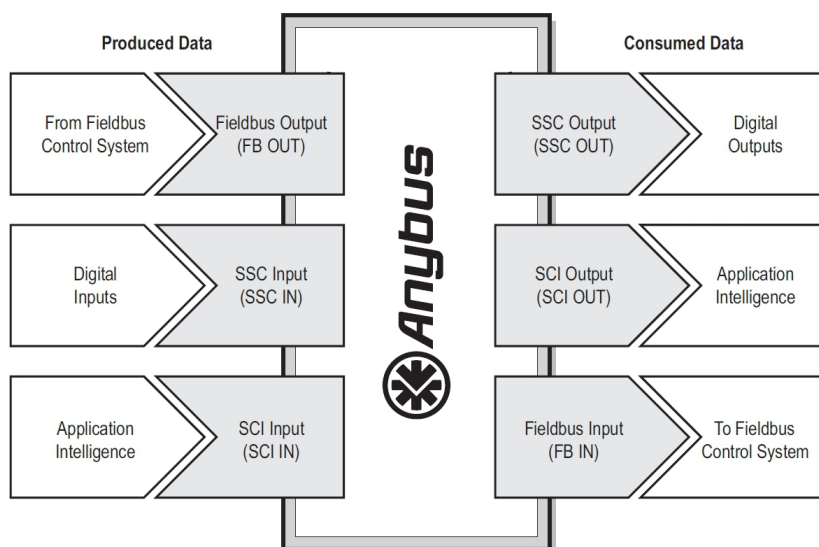 Produced Data
Consumed Data
From Fieldbus
Control System
Fieldbus Output
(FB OUT)
SSC Output
(SSC OUT)
Digital
Outputs
Digital
Inputs
SSC Input
(SSC IN)
SCI Output
(SCI OUT)
Application
Intelligence
Application
Intelligence
SCI Input
(SCI IN)
Fieldbus Input
(FB IN)
To Fieldbus
Control System
Anybus